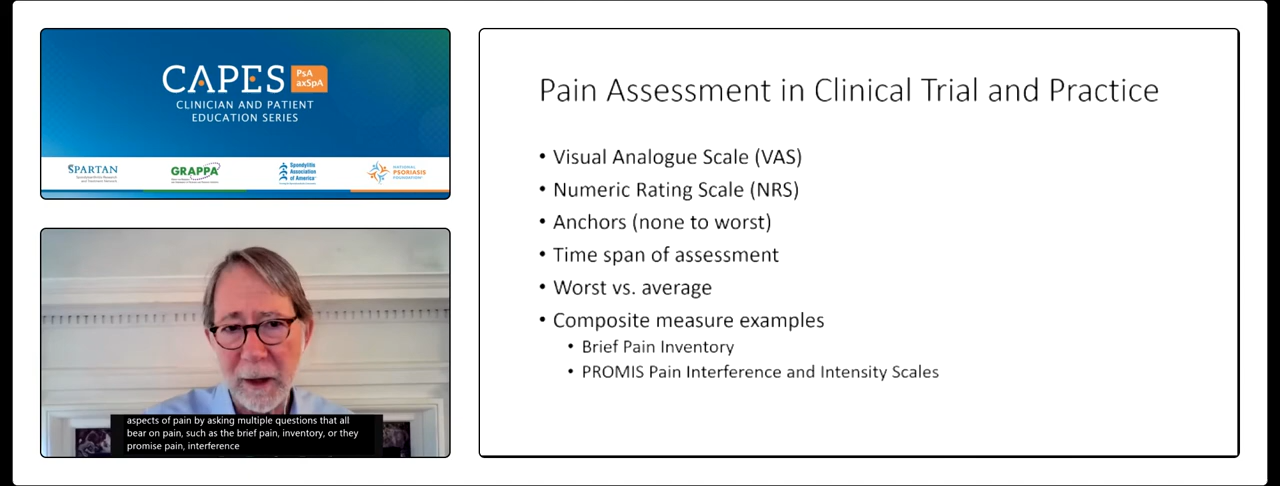 CAPES
PsA
axSpA
CLINICIAN AND PATIENT
EDUCATION SERIES
SPARTAN
GRAPPA
Spondylitis
Association
of America
NATIONAL
PSORIASIS
FOUNDATION
aspects of pain by asking multiple questions that all
bear on pain, such as the brief pain, inventory, or they
promise pain, interference
Pain Assessment in Clinical Trial and Practice
• Visual Analogue Scale (VAS)
• Numeric Rating Scale (NRS)
• Anchors (none to worst)
• Time span of assessment
• Worst vs. average
• Composite measure examples
• Brief Pain Inventory
• PROMIS Pain Interference and Intensity Scales